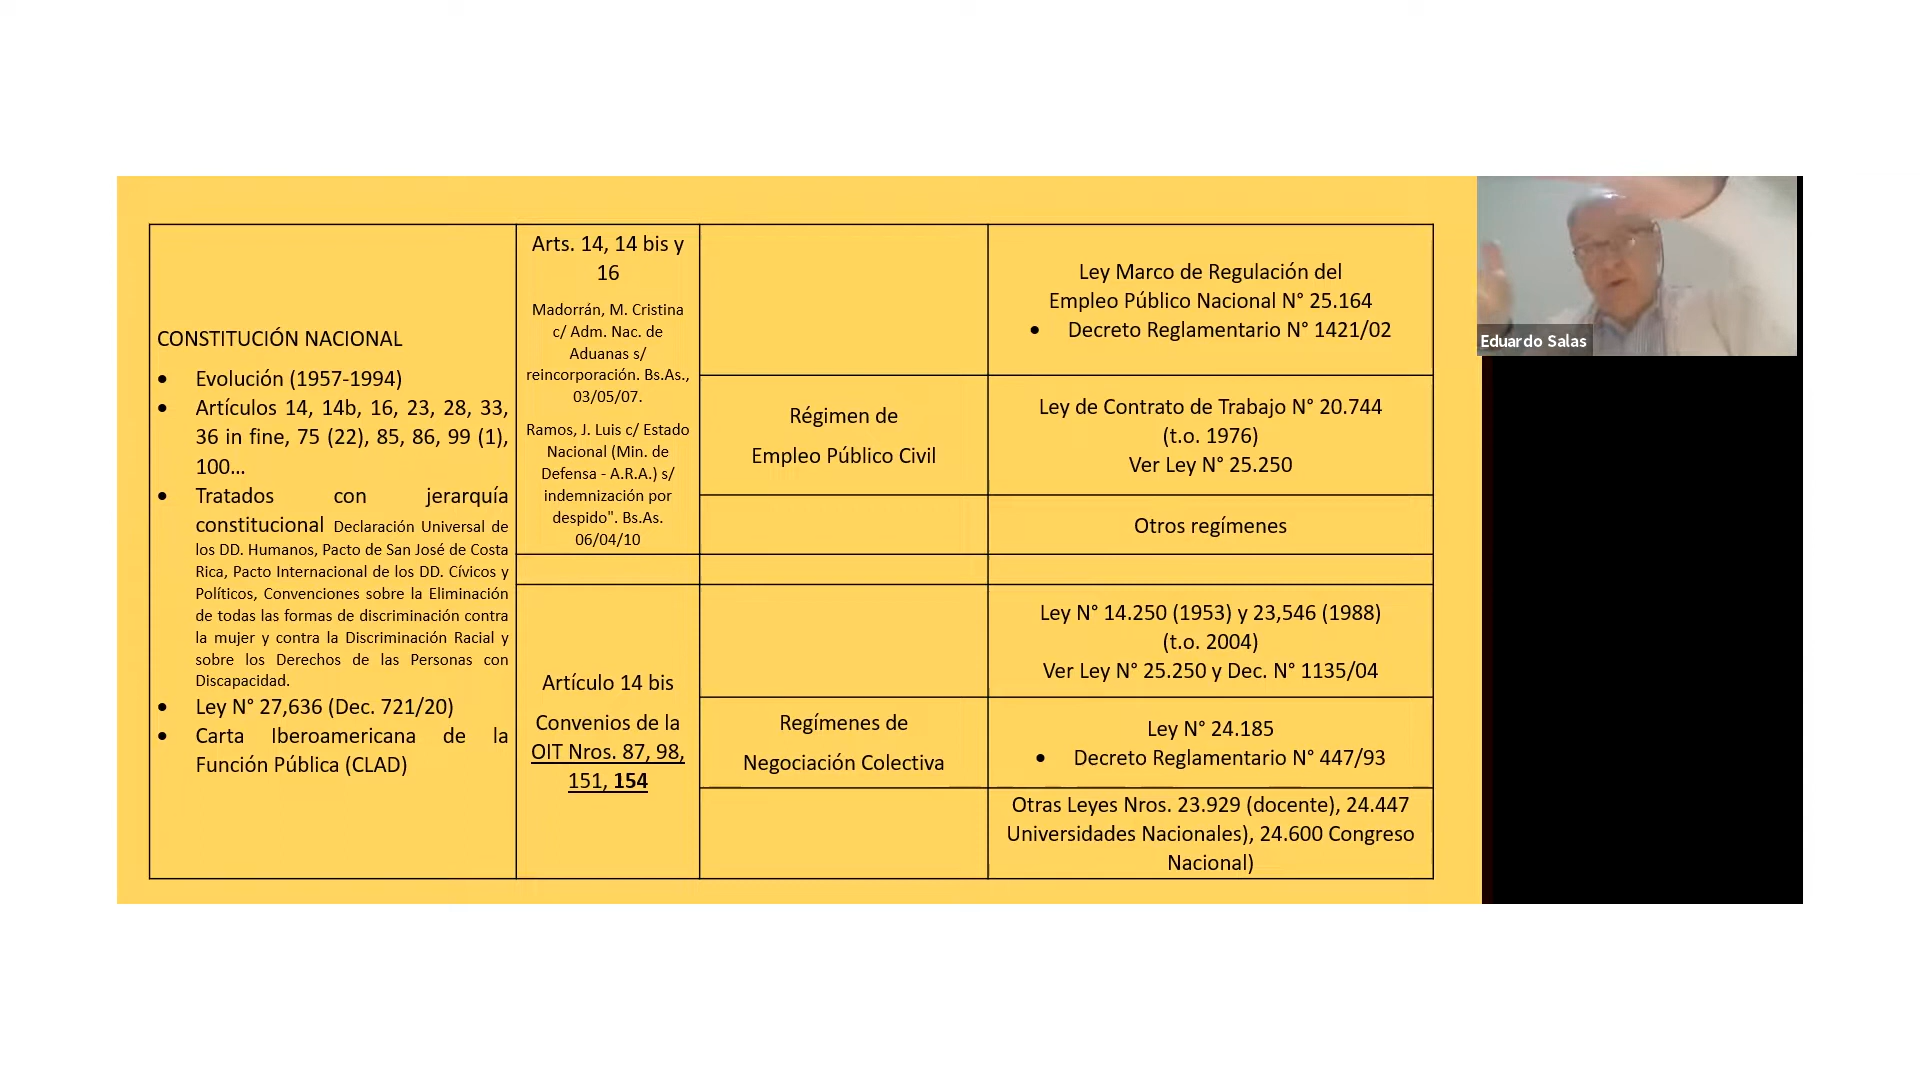 CONSTITUCIÓN NACIONAL
• Evolución (1957-1994)
• Artículos 14, 14b, 16, 23, 28, 33,
36 in fine, 75 (22), 85, 86, 99 (1),
100...
• Tratados con jerarquía
constitucional Declaración Universal de
los DD. Humanos, Pacto de San José de Costa
Rica, Pacto Internacional de los DD. Cívicos y
Políticos, Convenciones sobre la Eliminación
de todas las formas de discriminación contra
la mujer y contra la Discriminación Racial y
sobre los Derechos de las Personas con
Discapacidad.
• Ley N° 27,636 (Dec. 721/20)
• Carta Iberoamericana de la
Función Pública (CLAD)
Arts. 14, 14 bis y
16
Madorrán, M. Cristina
c/ Adm. Nac. de
Aduanas s/
reincorporación. Bs.As.,
03/05/07.
Ramos, J. Luis c/ Estado
Nacional (Min. de
Defensa - A.R.A.) s/
indemnización por
despido". Bs.As.
06/04/10
Régimen de
Empleo Público Civil
Ley Marco de Regulación del
Empleo Público Nacional N° 25.164
• Decreto Reglamentario N° 1421/02
Ley de Contrato de Trabajo N° 20.744
(t.o. 1976)
Ver Ley N° 25.250
Otros regímenes
Artículo 14 bis
Convenios de la
OIT Nros. 87, 98,
151, 154
Regímenes de
Negociación Colectiva
Ley N° 14.250 (1953) y 23,546 (1988)
(t.o. 2004)
Ver Ley N° 25.250 y Dec. N° 1135/04
Ley N° 24.185
• Decreto Reglamentario N° 447/93
Otras Leyes Nros. 23.929 (docente), 24.447
Universidades Nacionales), 24.600 Congreso
Nacional)
Eduardo Salas